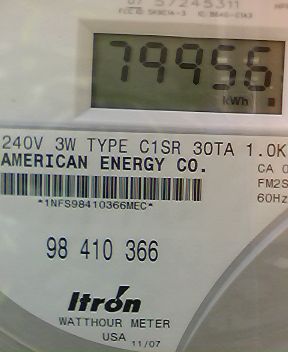 57245311
79956
kWh
240V 3W TYPE C1SR 30TA 1.0K
AMERICAN ENERGY CO.
CA
*1NFS98410366MEC*
FM2S
60Hz
98 410 366
Itron
WATTHOUR METER
USA 11/07